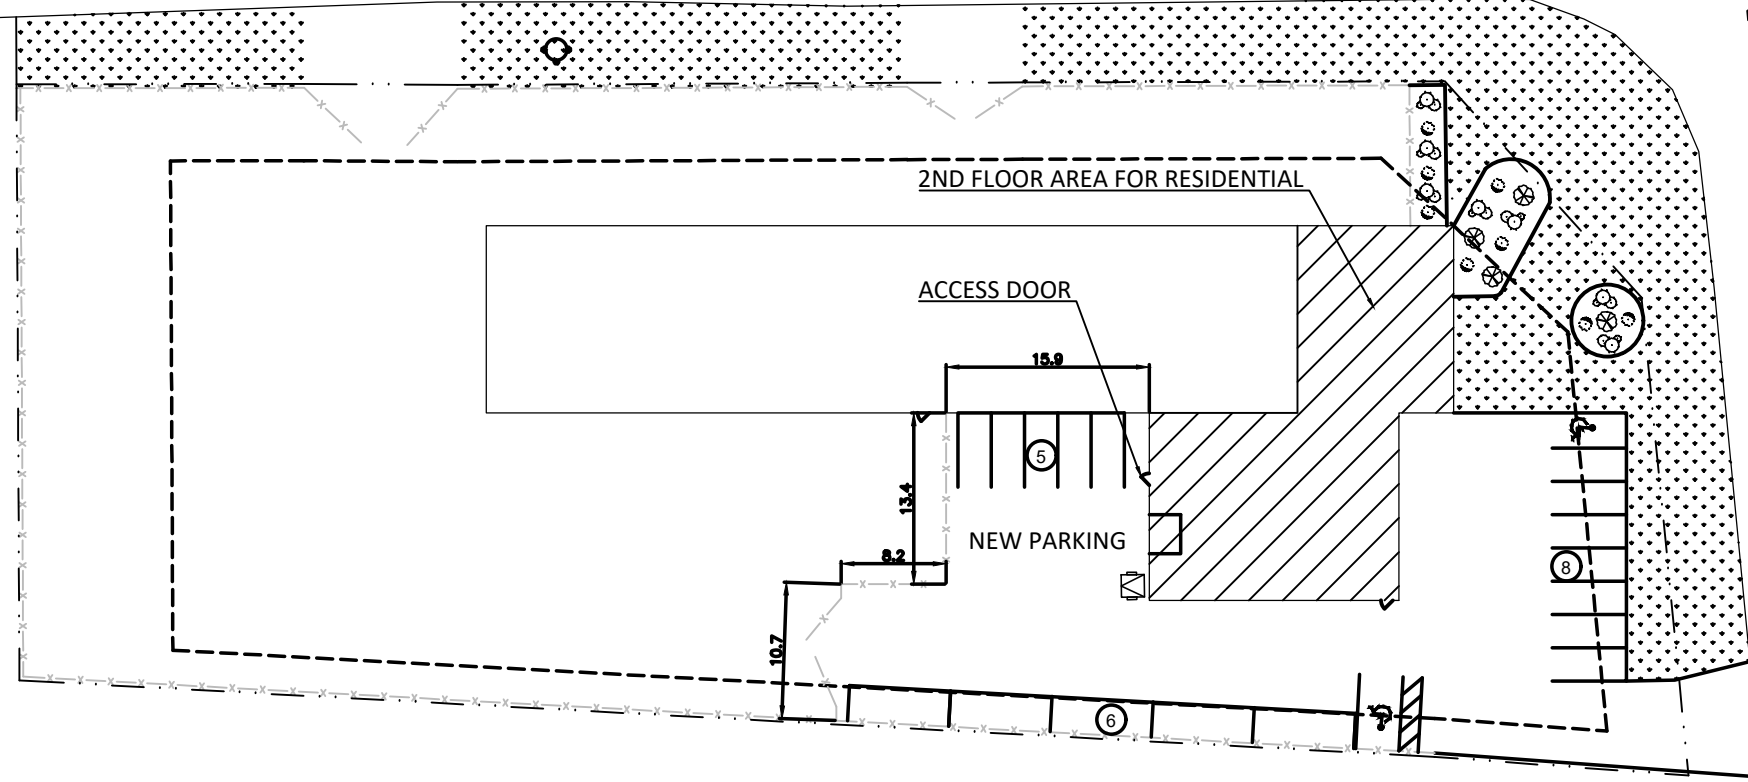 2ND FLOOR AREA FOR RESIDENTIAL
ACCESS DOOR
15.9
5
13.4
NEW PARKING
8.2
8
10.7
6